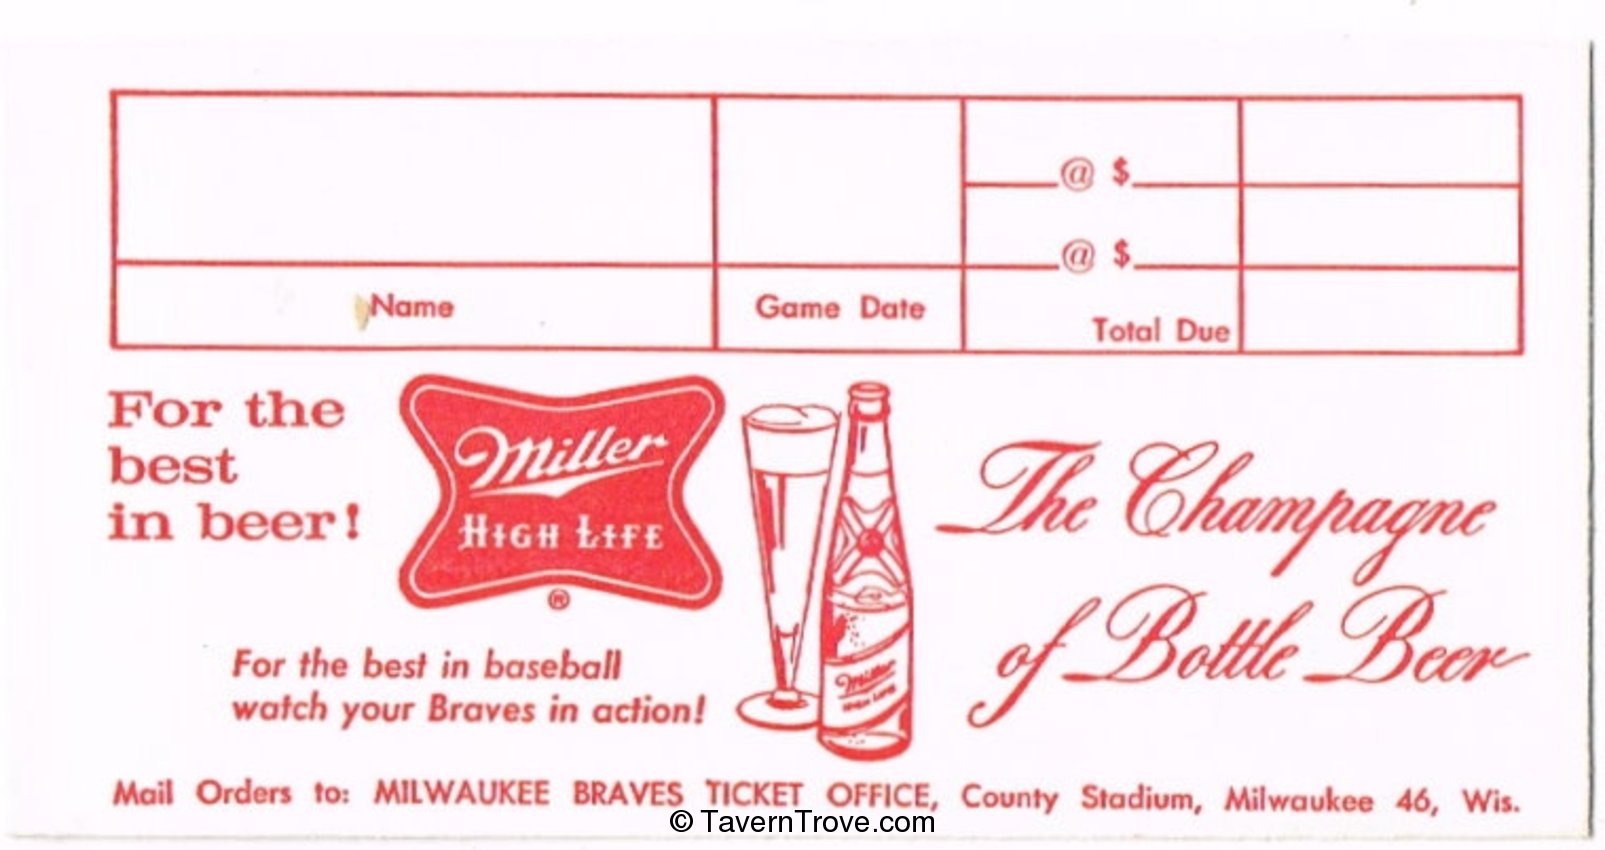 @ $
@ $
Name
Game Date
Total Due
For the
best
in beer!
Miller
HIGH LIFE
®
The Champagne
of Bottle Beer
Miller
HIGH LIFE
For the best in baseball
watch your Braves in action!
Mail Orders to: MILWAUKEE BRAVES TICKET OFFICE, County Stadium, Milwaukee 46, Wis.
© TavernTrove.com